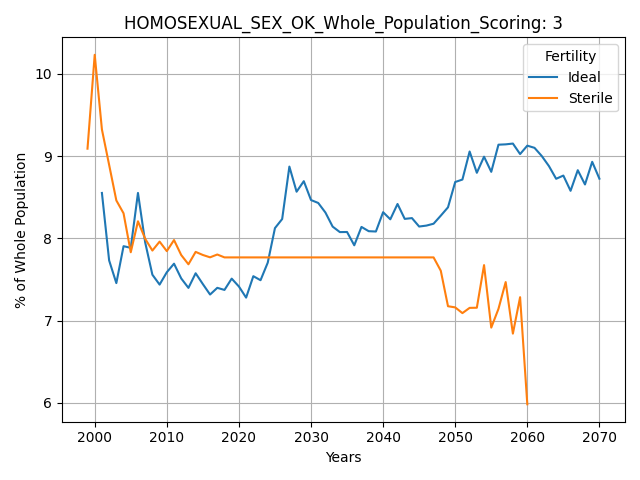 HOMOSEXUAL_SEX_OK_Whole_Population_Scoring: 3
Fertility
Ideal
Sterile
% of Whole Population
10
9
8
7
6
2000 2010 2020 2030 2040 2050 2060 2070
Years